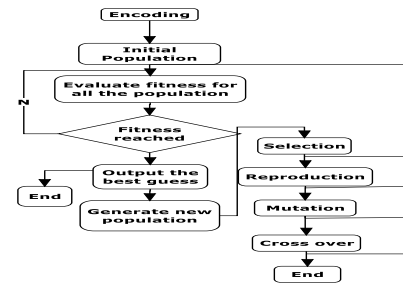 Encoding
Initial
Population
Evaluate fitness for
all the population
N
Fitness
reached
Output the
best guess
End
Generate new
population
Selection
Reproduction
Mutation
Cross over
End